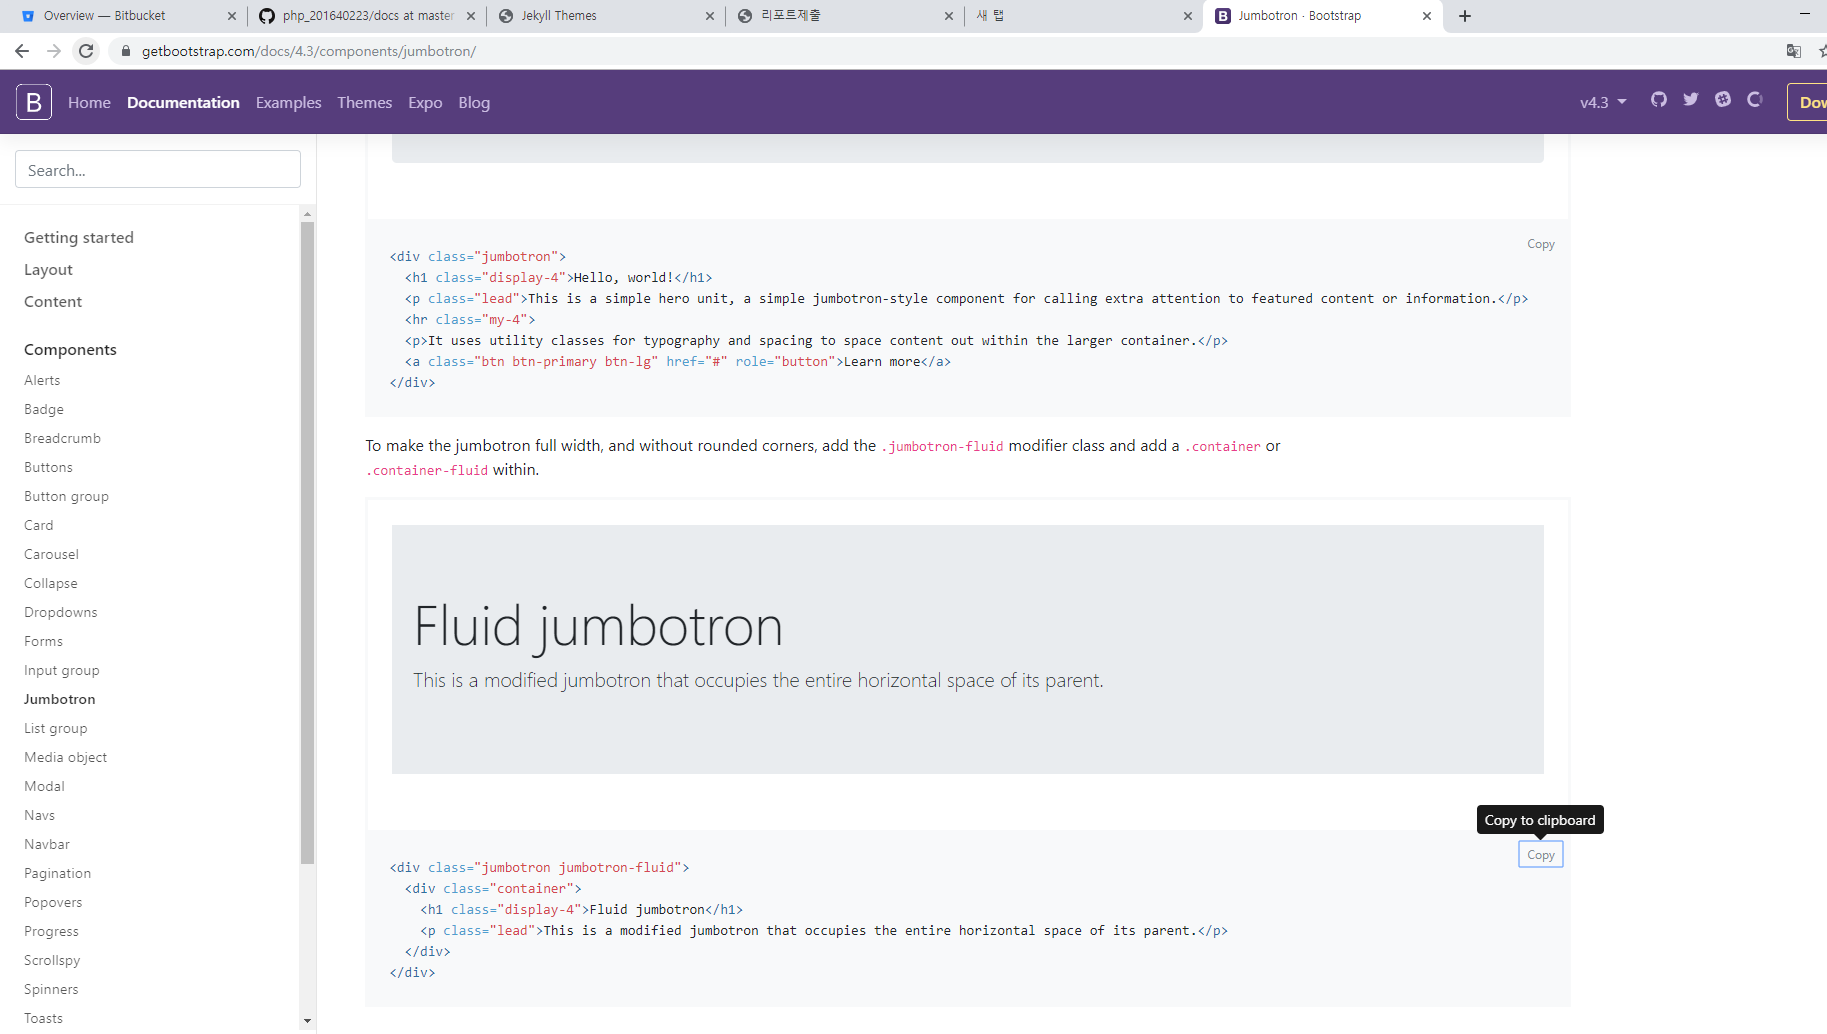 Overview — Bitbucket
php_201640223/docs at master
Jekyll Themes
리포트제출
새 탭
Jumbotron · Bootstrap
getbootstrap.com/docs/4.3/components/jumbotron/
B
Home
Documentation
Examples
Themes
Expo
Blog
v4.3
Dow
Search...
Getting started
Layout
Content
Components
Alerts
Badge
Breadcrumb
Buttons
Button group
Card
Carousel
Collapse
Dropdowns
Forms
Input group
Jumbotron
List group
Media object
Modal
Navs
Navbar
Pagination
Popovers
Progress
Scrollspy
Spinners
Toasts
Copy
<div class="jumbotron">
  <h1 class="display-4">Hello, world!</h1>
  <p class="lead">This is a simple hero unit, a simple jumbotron-style component for calling extra attention to featured content or information.</p>
  <hr class="my-4">
  <p>It uses utility classes for typography and spacing to space content out within the larger container.</p>
  <a class="btn btn-primary btn-lg" href="#" role="button">Learn more</a>
</div>
To make the jumbotron full width, and without rounded corners, add the .jumbotron-fluid modifier class and add a .container or
.container-fluid within.
Fluid jumbotron
This is a modified jumbotron that occupies the entire horizontal space of its parent.
Copy to clipboard
Copy
<div class="jumbotron jumbotron-fluid">
  <div class="container">
    <h1 class="display-4">Fluid jumbotron</h1>
    <p class="lead">This is a modified jumbotron that occupies the entire horizontal space of its parent.</p>
  </div>
</div>